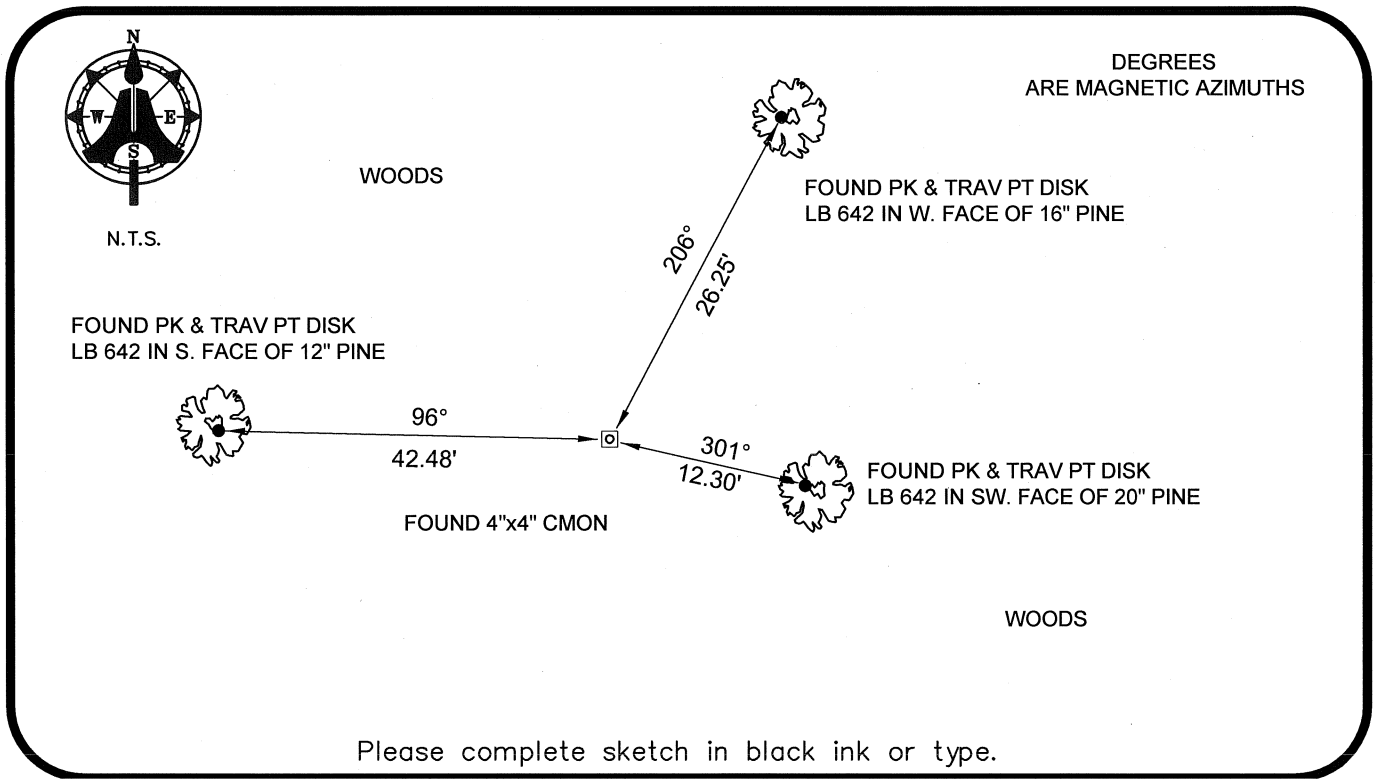 N
W E
S
N.T.S.
DEGREES
ARE MAGNETIC AZIMUTHS
WOODS
FOUND PK & TRAV PT DISK
LB 642 IN W. FACE OF 16" PINE
206°
26.25'
FOUND PK & TRAV PT DISK
LB 642 IN S. FACE OF 12" PINE
96°
42.48'
301°
12.30'
FOUND PK & TRAV PT DISK
LB 642 IN SW. FACE OF 20" PINE
FOUND 4"x4" CMON
WOODS
Please complete sketch in black ink or type.